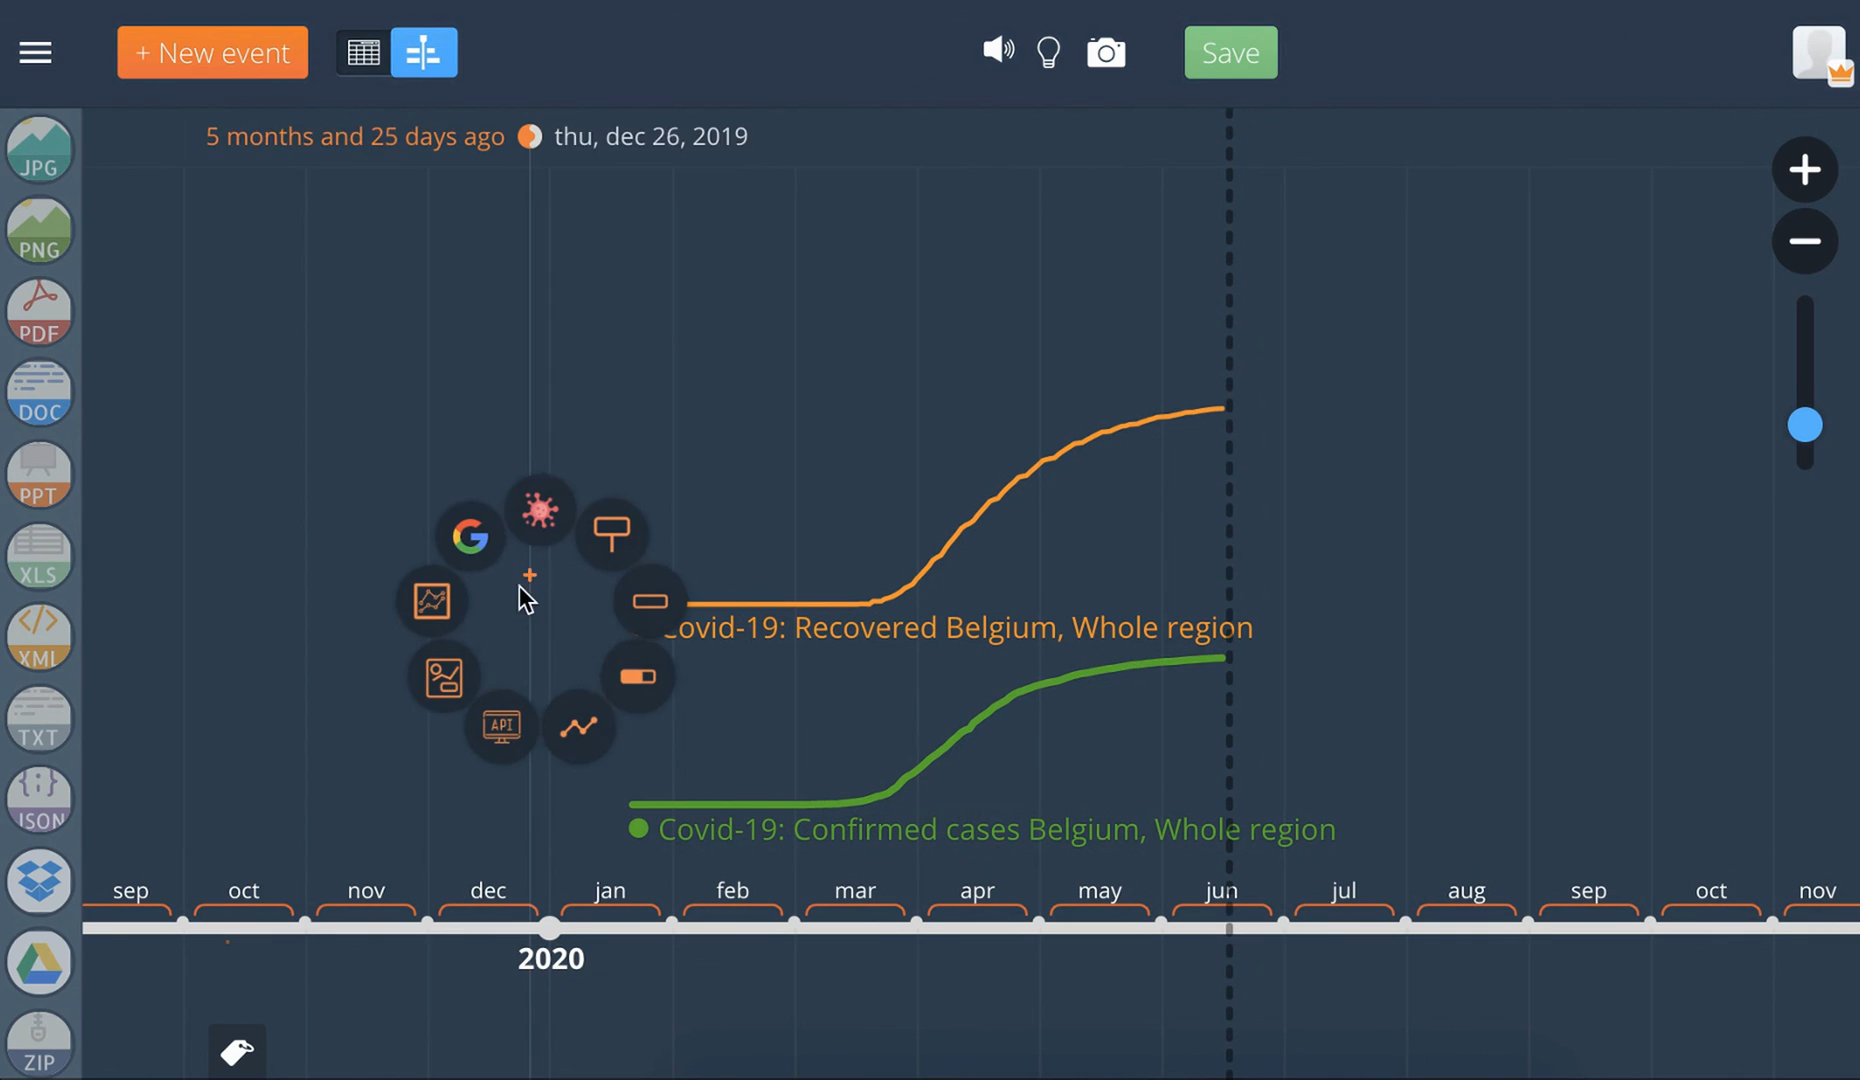 + New event
Save
5 months and 25 days ago thu, dec 26, 2019
JPG
PNG
PDF
DOC
PPT
XLS
XML
TXT
JSON
ZIP
G
API
Covid-19: Recovered Belgium, Whole region
Covid-19: Confirmed cases Belgium, Whole region
sep oct nov dec jan feb mar apr may jun jul aug sep oct nov
2020